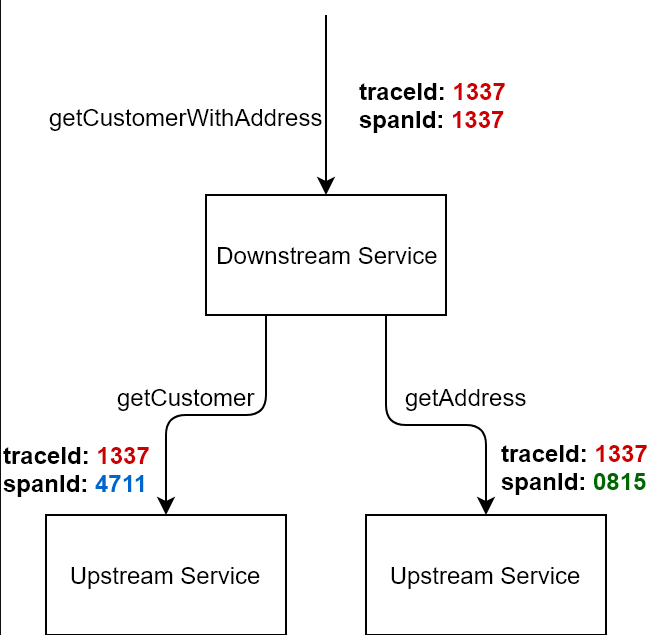 getCustomerWithAddress
traceId: 1337
spanId: 1337
Downstream Service
getCustomer
getAddress
traceId: 1337
spanId: 4711
traceId: 1337
spanId: 0815
Upstream Service
Upstream Service